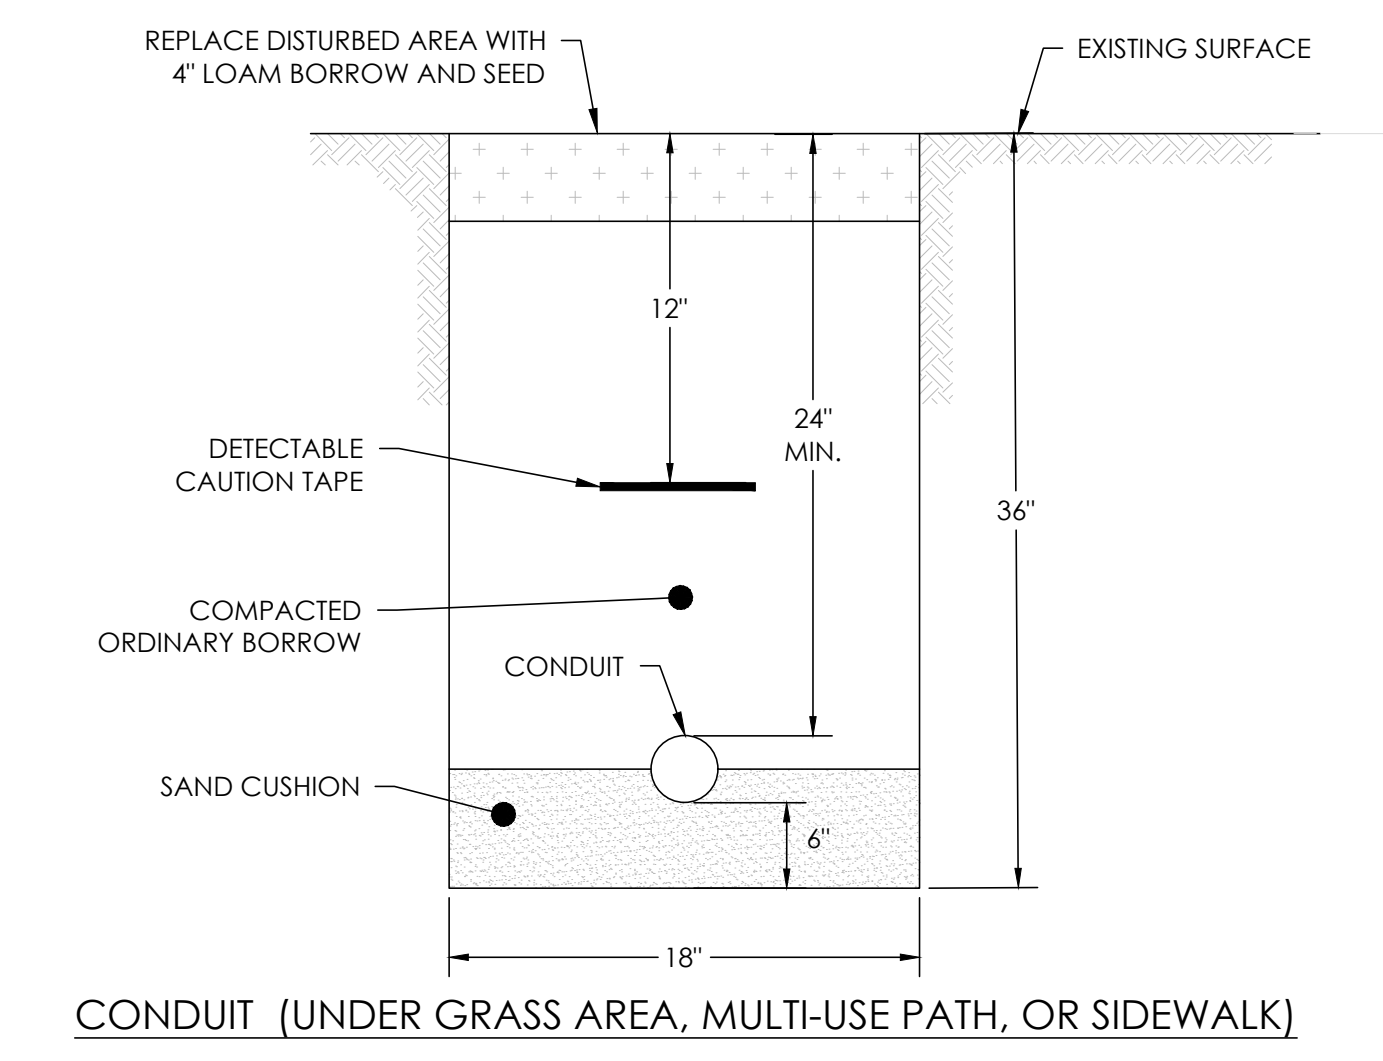 REPLACE DISTURBED AREA WITH
4" LOAM BORROW AND SEED
EXISTING SURFACE
12"
24"
MIN.
DETECTABLE
CAUTION TAPE
36"
COMPACTED
ORDINARY BORROW
CONDUIT
SAND CUSHION
6"
18"
CONDUIT (UNDER GRASS AREA, MULTI-USE PATH, OR SIDEWALK)